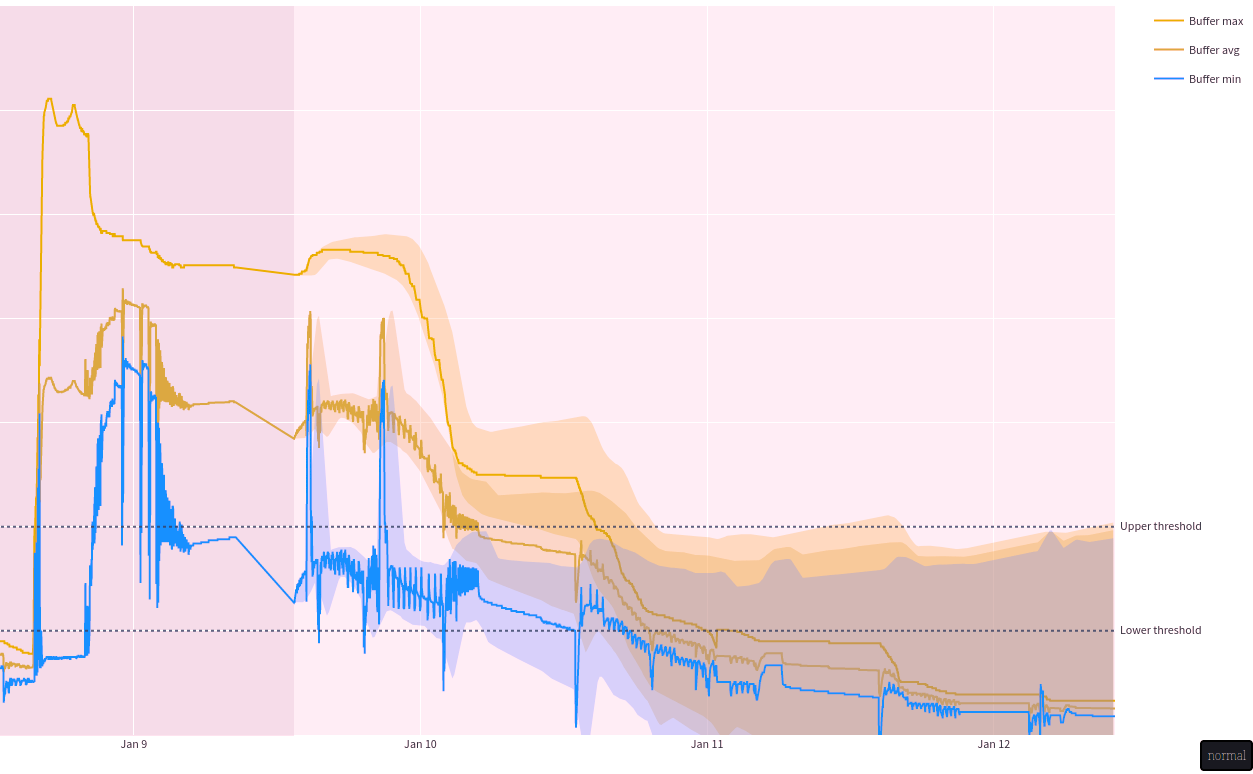 Buffer max
Buffer avg
Buffer min
Upper threshold
Lower threshold
Jan 9
Jan 10
Jan 11
Jan 12
normal